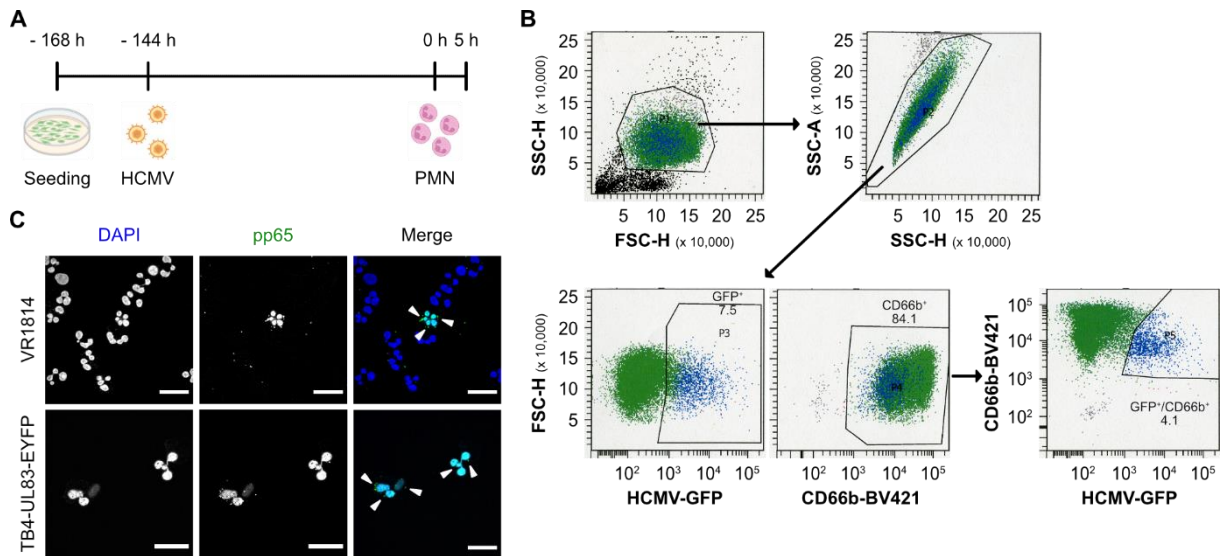 A
- 168 h
- 144 h
0 h
5 h
Seeding
HCMV
PMN
B
SSC-H (x 10,000)
25
20
15
10
5
P1
5 10 15 20 25
FSC-H (x 10,000)
SSC-A (x 10,000)
25
20
15
10
5
P2
5 10 15 20 25
SSC-H (x 10,000)
FSC-H (x 10,000)
25
20
15
10
5
GFP⁺
7.5
P3
10² 10³ 10⁴ 10⁵
HCMV-GFP
CD66b⁺
84.1
P4
10² 10³ 10⁴ 10⁵
CD66b-BV421
CD66b-BV421
10⁵
10⁴
10³
10²
P5
GFP⁺/CD66b⁺
4.1
10² 10³ 10⁴ 10⁵
HCMV-GFP
C
DAPI
pp65
Merge
VR1814
TB4-UL83-EYFP